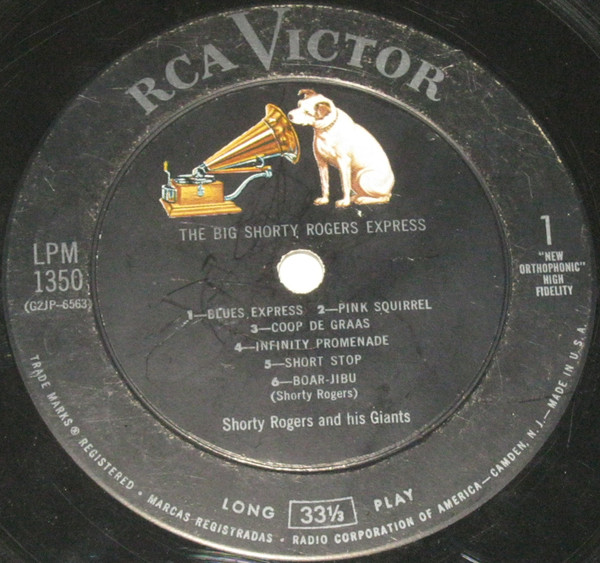 RCA VICTOR
THE BIG SHORTY ROGERS EXPRESS
LPM
1350
(G2JP-6563)
1
"NEW
ORTHOPHONIC"
HIGH
FIDELITY
1—BLUES EXPRESS 2—PINK SQUIRREL
3—COOP DE GRAAS
4—INFINITY PROMENADE
5—SHORT STOP
6—BOAR-JIBU
(Shorty Rogers)
Shorty Rogers and his Giants
LONG 33⅓ PLAY
TRADE MARKS ® REGISTERED • MARCAS REGISTRADAS • RADIO CORPORATION OF AMERICA—CAMDEN, N. J.—MADE IN U.S.A.